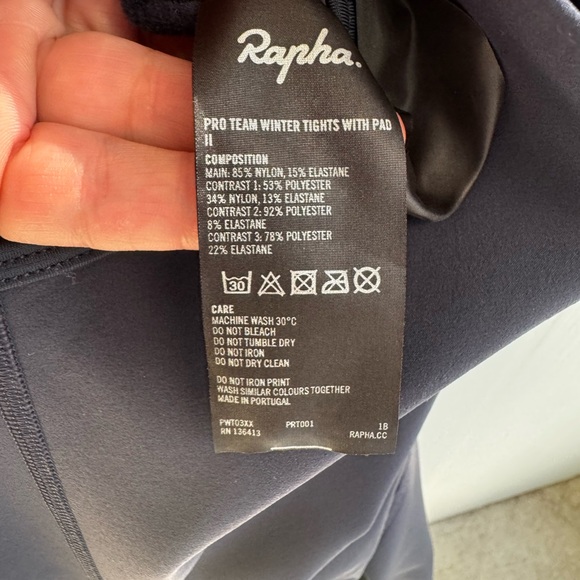 Rapha.
PRO TEAM WINTER TIGHTS WITH PAD
II
COMPOSITION
MAIN: 85% NYLON, 15% ELASTANE
CONTRAST 1: 53% POLYESTER
34% NYLON, 13% ELASTANE
CONTRAST 2: 92% POLYESTER
8% ELASTANE
CONTRAST 3: 78% POLYESTER
22% ELASTANE
30
CARE
MACHINE WASH 30°C
DO NOT BLEACH
DO NOT TUMBLE DRY
DO NOT IRON
DO NOT DRY CLEAN
DO NOT IRON PRINT
WASH SIMILAR COLOURS TOGETHER
MADE IN PORTUGAL
PWT03XX PRT001 18
RN 136413 RAPHA.CC